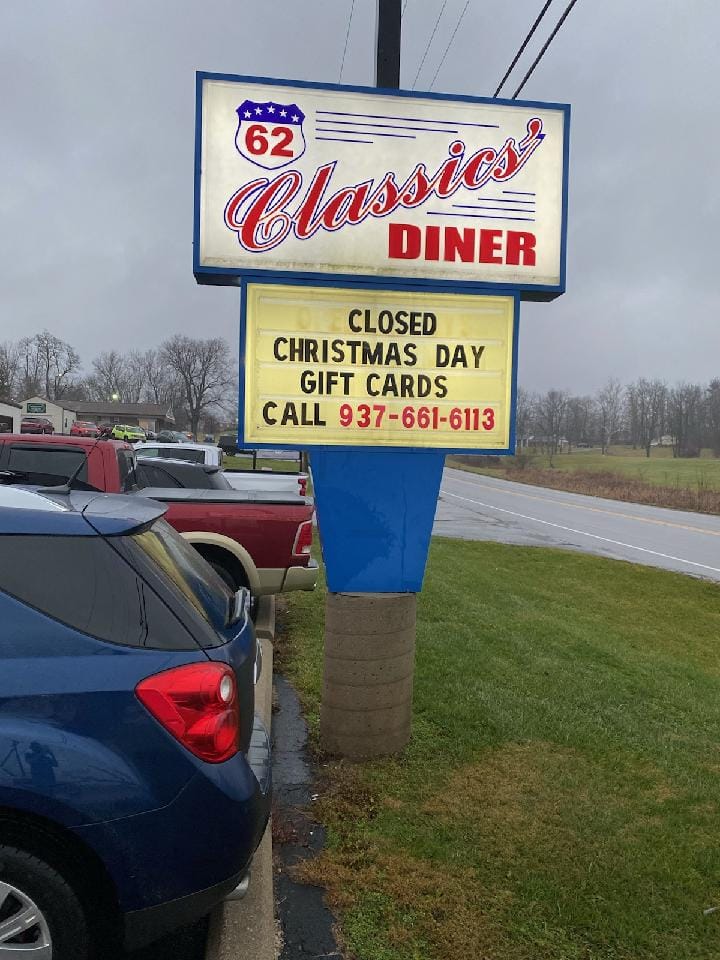 62
Classics'
DINER
CLOSED
CHRISTMAS DAY
GIFT CARDS
CALL 937-661-6113